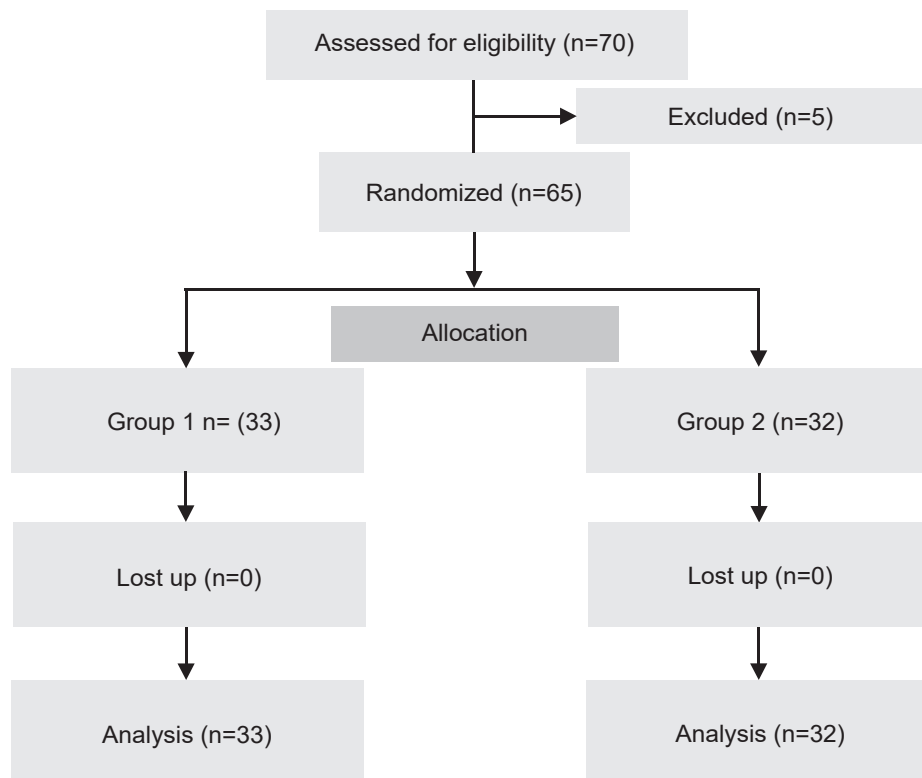 Assessed for eligibility (n=70)
Excluded (n=5)
Randomized (n=65)
Allocation
Group 1 n= (33)
Group 2 (n=32)
Lost up (n=0)
Lost up (n=0)
Analysis (n=33)
Analysis (n=32)